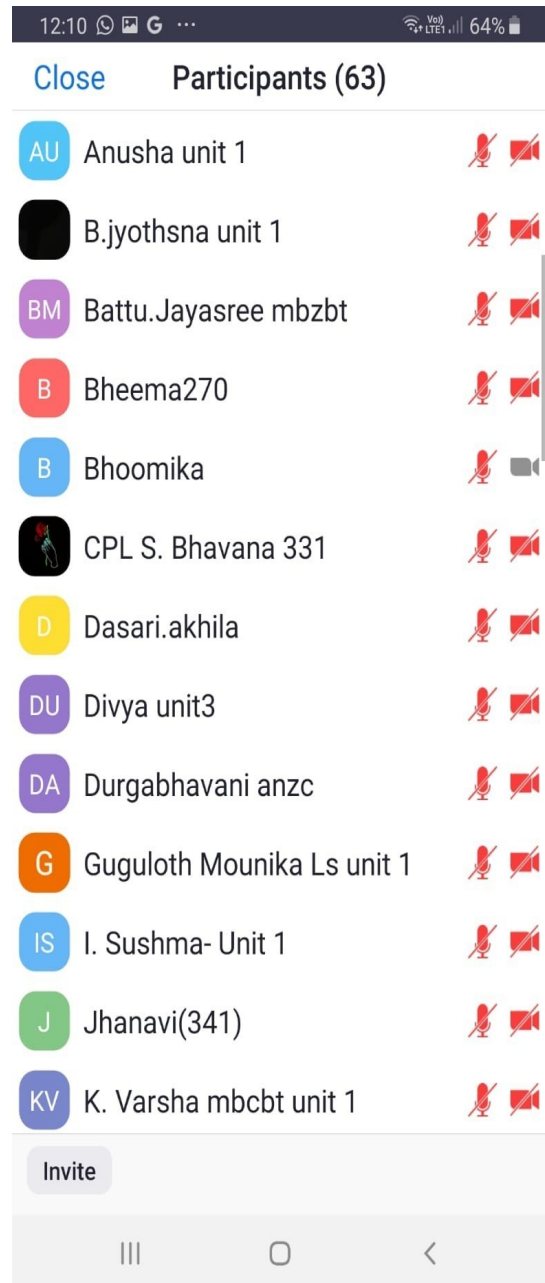 12:10 G ... Vo) LTE1 64%
Close Participants (63)
AU Anusha unit 1
B.jyothsna unit 1
BM Battu.Jayasree mbzbt
B Bheema270
B Bhoomika
CPL S. Bhavana 331
D Dasari.akhila
DU Divya unit3
DA Durgabhavani anzc
G Guguloth Mounika Ls unit 1
IS I. Sushma- Unit 1
J Jhanavi(341)
KV K. Varsha mbcbt unit 1
Invite